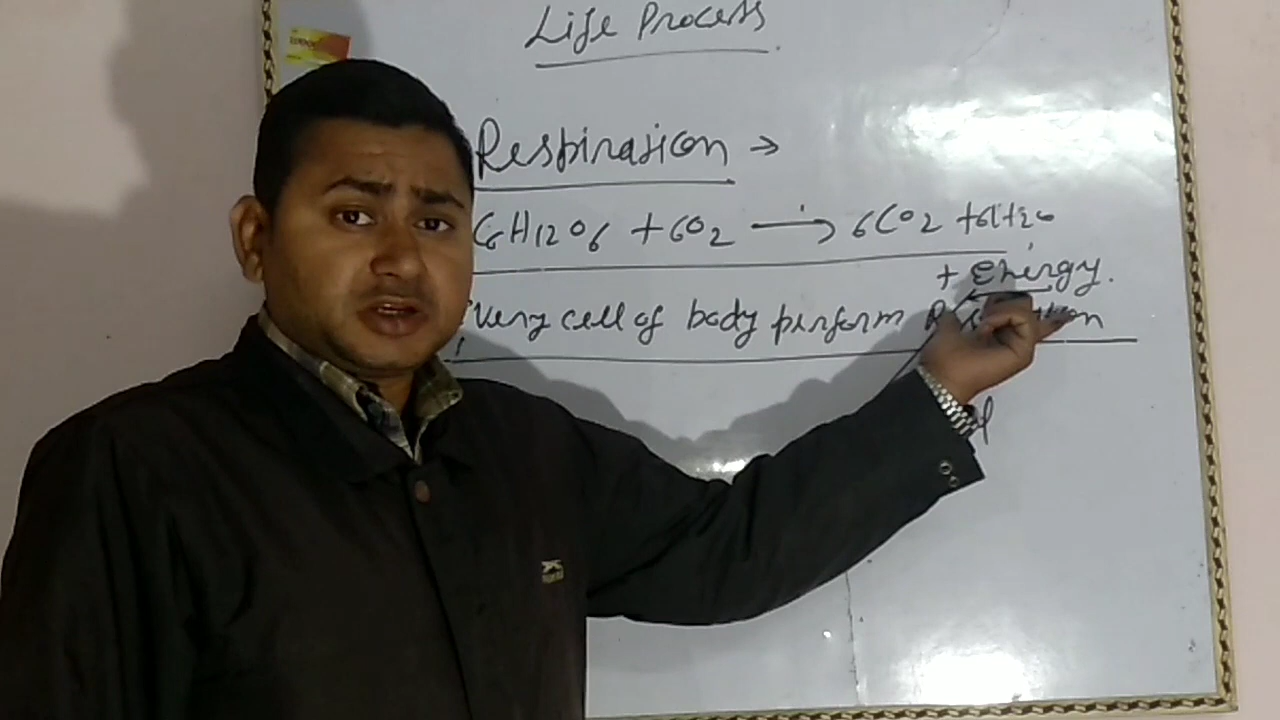 Life Process
Respiration →
C6H12O6 + 6O2 → 6CO2 + 6H2O
+ Energy.
Every cell of body perform